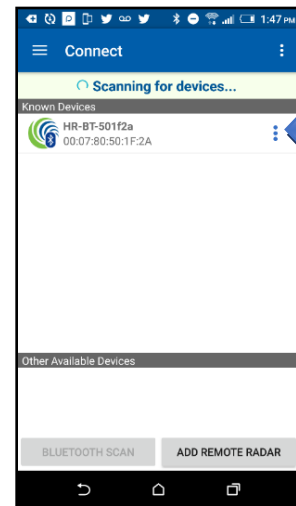 1:47 PM
Connect
Scanning for devices...
Known Devices
HR-BT-501f2a
00:07:80:50:1F:2A
Other Available Devices
BLUETOOTH SCAN
ADD REMOTE RADAR